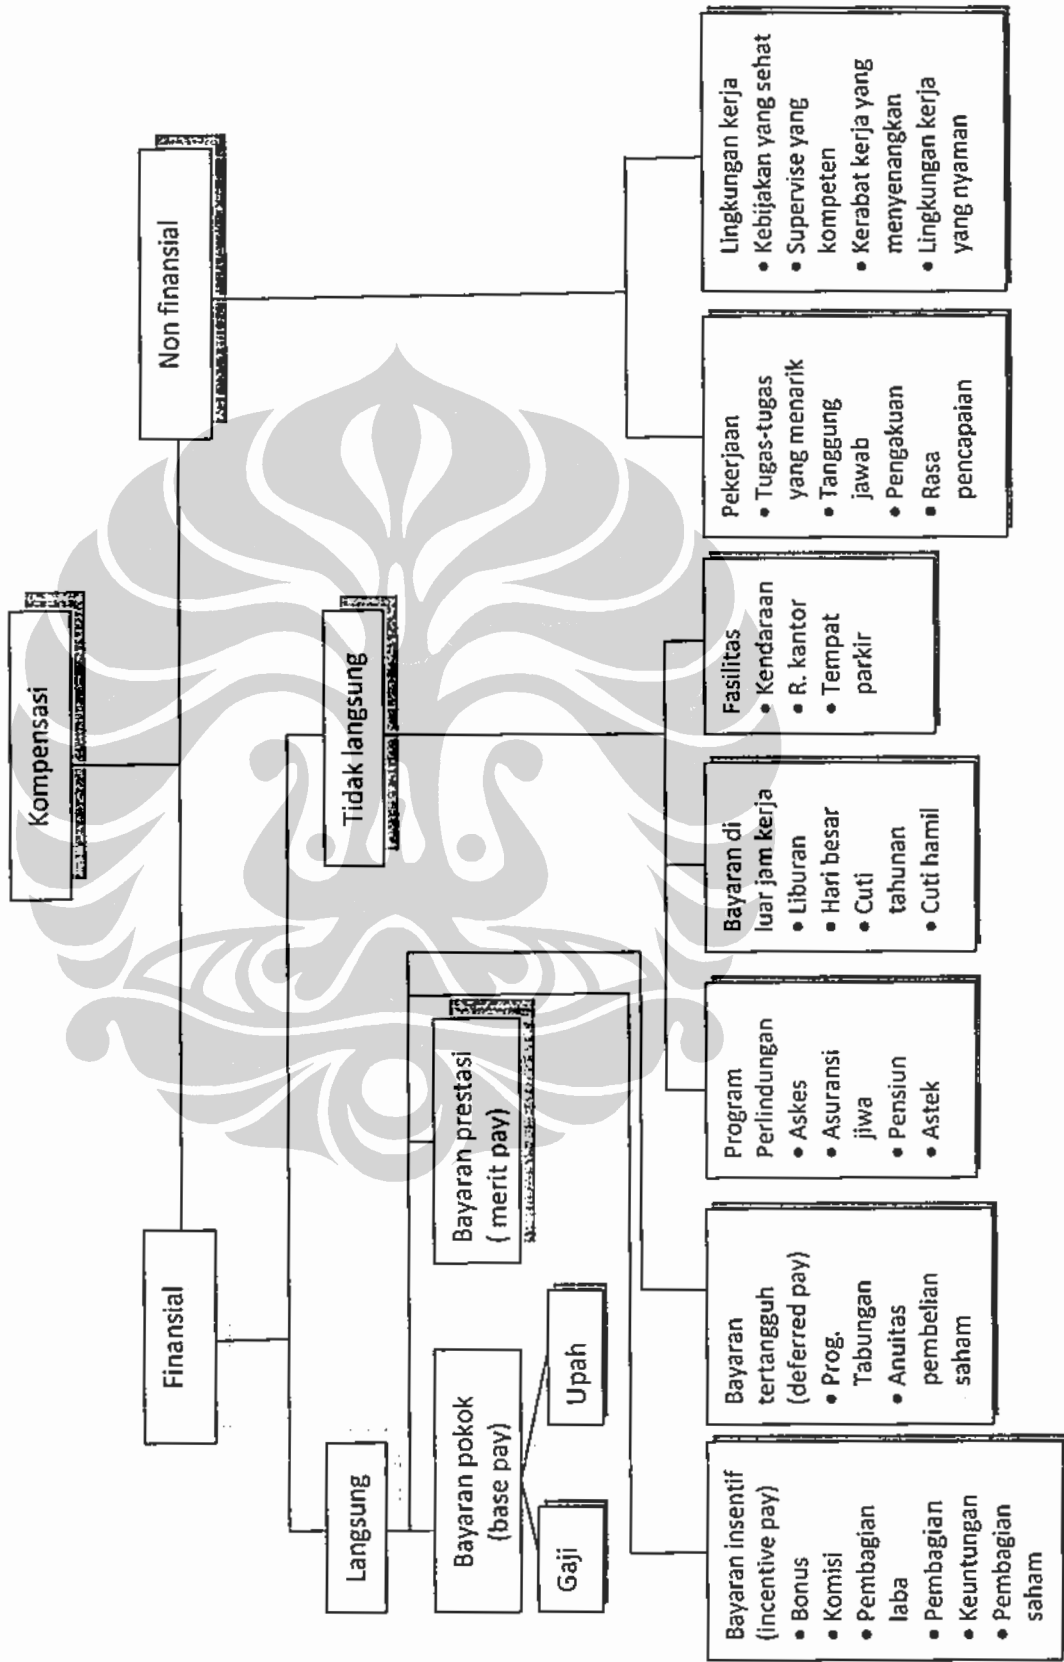 Kompensasi
Finansial
Non finansial
Langsung
Tidak langsung
Bayaran pokok
(base pay)
Bayaran prestasi
( merit pay)
Gaji
Upah
Bayaran insentif
(incentive pay)
• Bonus
• Komisi
• Pembagian
laba
• Pembagian
• Keuntungan
• Pembagian
saham
Bayaran
tertangguh
(deferred pay)
• Prog.
Tabungan
• Anuitas
pembelian
saham
Program
Perlindungan
• Askes
• Asuransi
jiwa
• Pensiun
• Astek
Bayaran di
luar jam kerja
• Liburan
• Hari besar
• Cuti
tahunan
• Cuti hamil
Fasilitas
• Kendaraan
• R. kantor
• Tempat
parkir
Pekerjaan
• Tugas-tugas
yang menarik
• Tanggung
jawab
• Pengakuan
• Rasa
pencapaian
Lingkungan kerja
• Kebijakan yang sehat
• Supervise yang
kompeten
• Kerabat kerja yang
menyenangkan
• Lingkungan kerja
yang nyaman